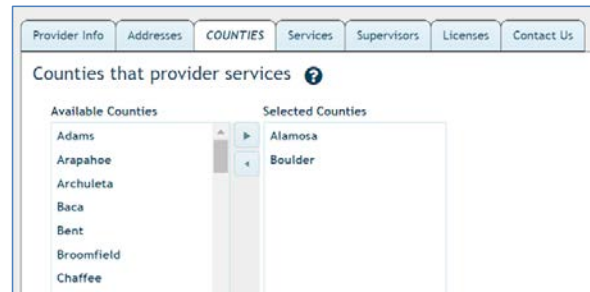 Provider Info Addresses COUNTIES Services Supervisors Licenses Contact Us
Counties that provider services ?
Available Counties
Adams
Arapahoe
Archuleta
Baca
Bent
Broomfield
Chaffee
Selected Counties
Alamosa
Boulder